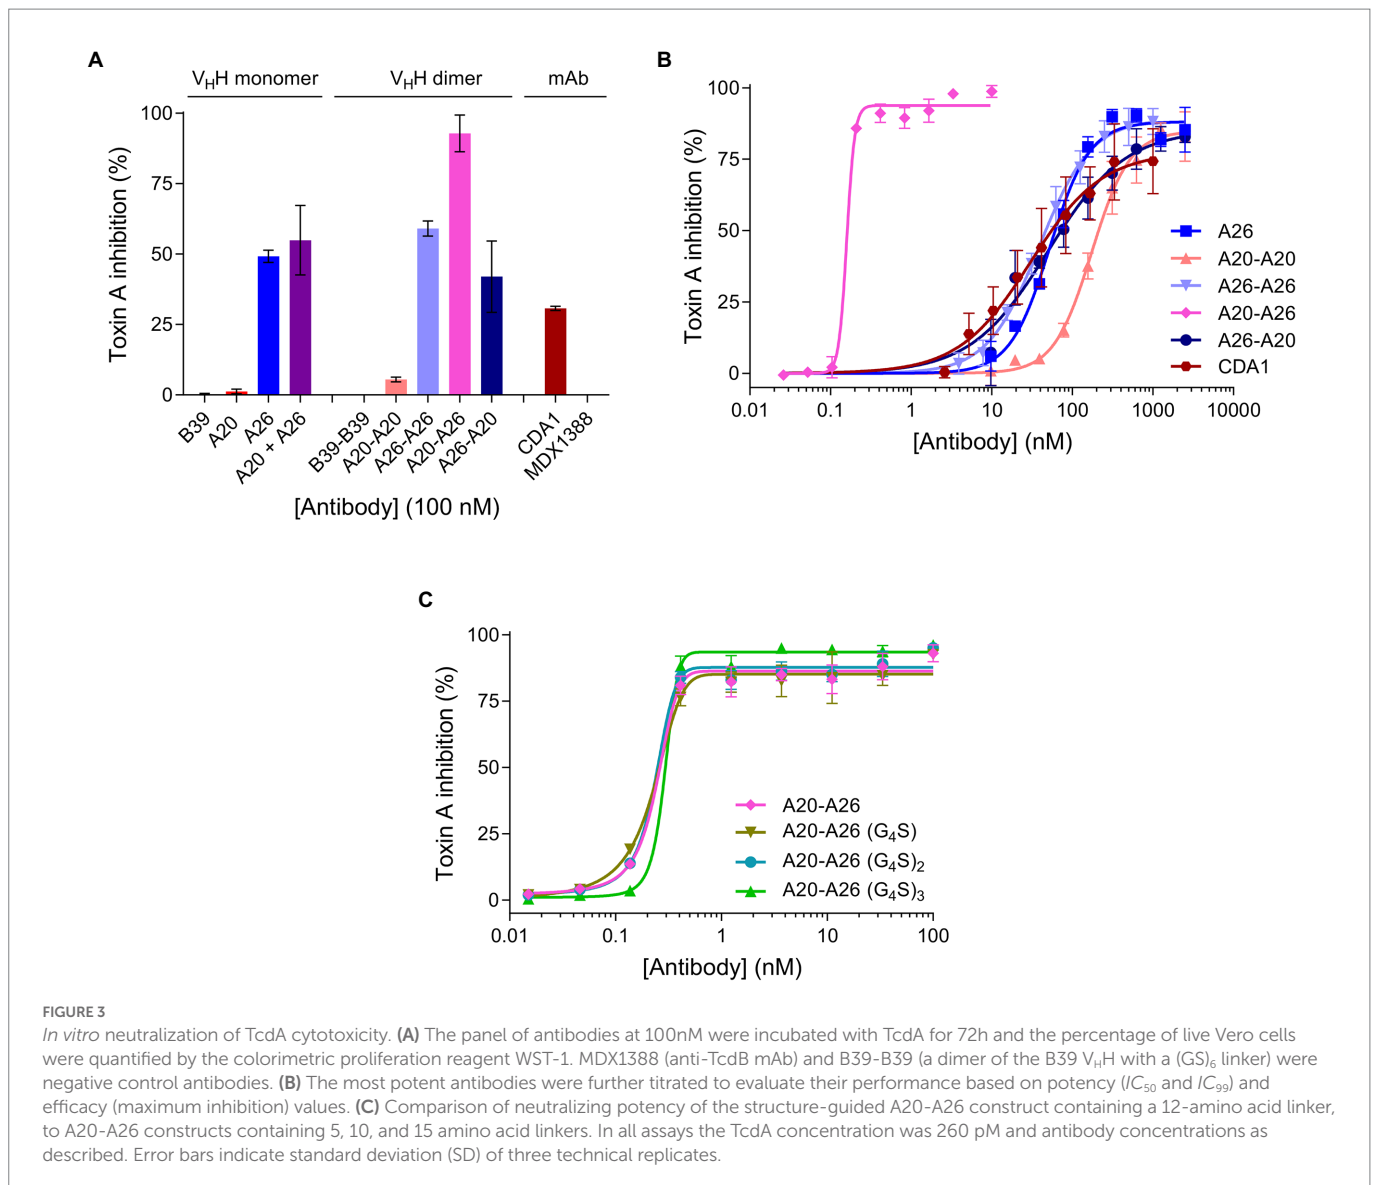 A
VHH monomer
VHH dimer
mAb
Toxin A inhibition (%)
100
75
50
25
0
B39
A20
A26
A20 + A26
B39-B39
A20-A20
A26-A26
A20-A26
A26-A20
CDA1
MDX1388
[Antibody] (100 nM)
B
Toxin A inhibition (%)
100
75
50
25
0
0.01
0.1
1
10
100
1000
10000
[Antibody] (nM)
A26
A20-A20
A26-A26
A20-A26
A26-A20
CDA1
C
Toxin A inhibition (%)
100
75
50
25
0
0.01
0.1
1
10
100
[Antibody] (nM)
A20-A26
A20-A26 (G₄S)
A20-A26 (G₄S)₂
A20-A26 (G₄S)₃
FIGURE 3
In vitro neutralization of TcdA cytotoxicity. (A) The panel of antibodies at 100nM were incubated with TcdA for 72h and the percentage of live Vero cells
were quantified by the colorimetric proliferation reagent WST-1. MDX1388 (anti-TcdB mAb) and B39-B39 (a dimer of the B39 VHH with a (GS)₆ linker) were
negative control antibodies. (B) The most potent antibodies were further titrated to evaluate their performance based on potency (IC₅₀ and IC₉₉) and
efficacy (maximum inhibition) values. (C) Comparison of neutralizing potency of the structure-guided A20-A26 construct containing a 12-amino acid linker,
to A20-A26 constructs containing 5, 10, and 15 amino acid linkers. In all assays the TcdA concentration was 260 pM and antibody concentrations as
described. Error bars indicate standard deviation (SD) of three technical replicates.